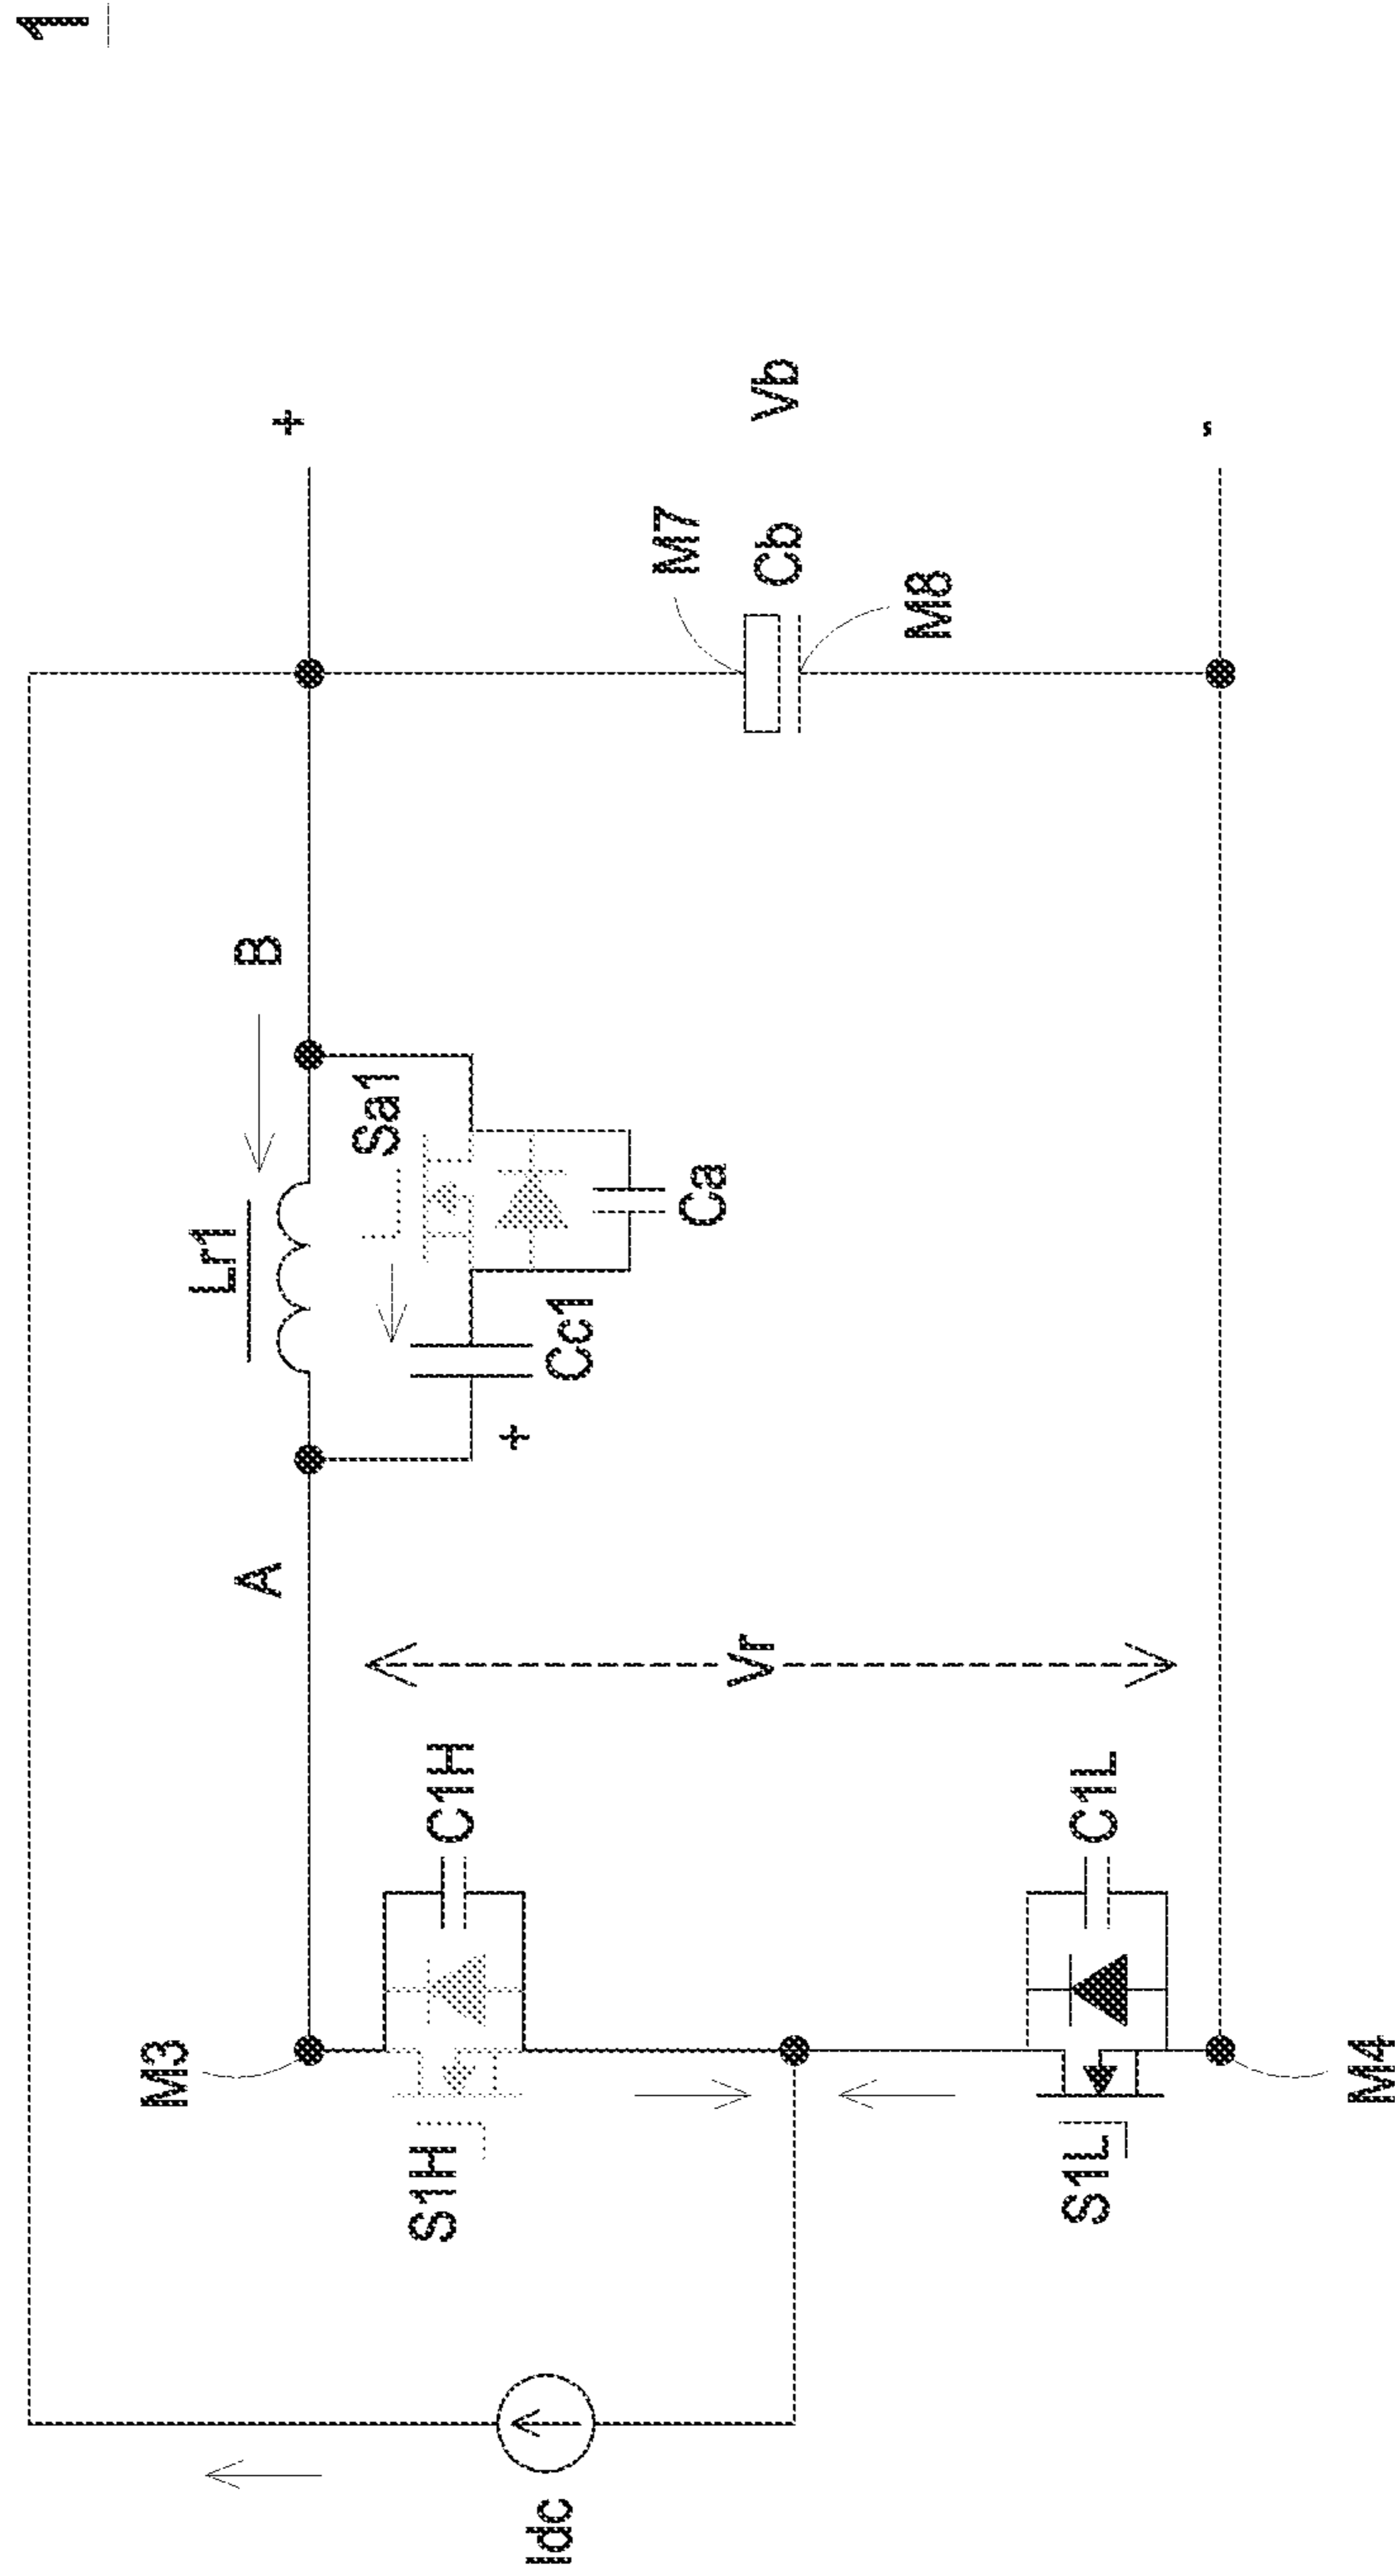 1
Idc
S1H
M3
C1H
Vr
S1L
M4
C1L
A
Lr1
B
Sa1
Cc1
+
Ca
M7
Cb
M8
+
Vb
-